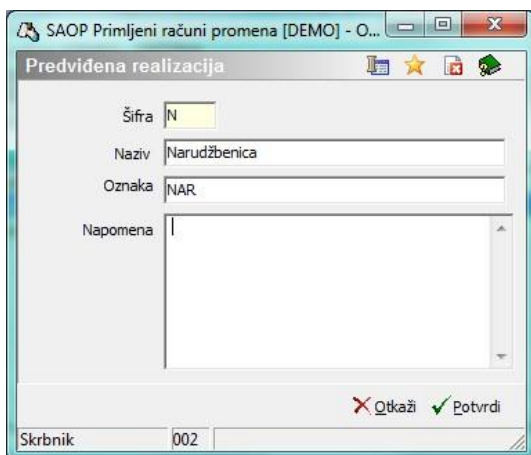 SAOP Primljeni računi promena [DEMO] - O...
Predviđena realizacija
Šifra N
Naziv Narudžbenica
Oznaka NAR
Napomena
Otkaži Potvrdi
Skrbnik 002